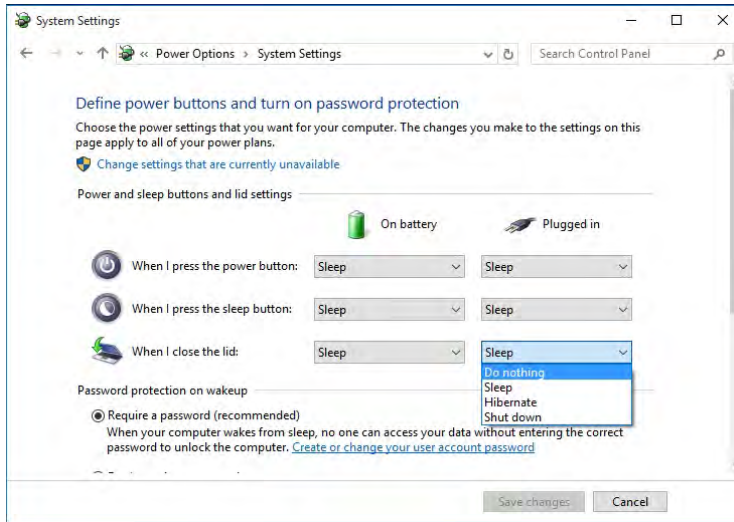 System Settings
« Power Options › System Settings
Search Control Panel
Define power buttons and turn on password protection
Choose the power settings that you want for your computer. The changes you make to the settings on this
page apply to all of your power plans.
Change settings that are currently unavailable
Power and sleep buttons and lid settings
On battery Plugged in
When I press the power button: Sleep Sleep
When I press the sleep button: Sleep Sleep
When I close the lid: Sleep Sleep
Do nothing
Sleep
Hibernate
Shut down
Password protection on wakeup
Require a password (recommended)
When your computer wakes from sleep, no one can access your data without entering the correct
password to unlock the computer. Create or change your user account password
Save changes Cancel